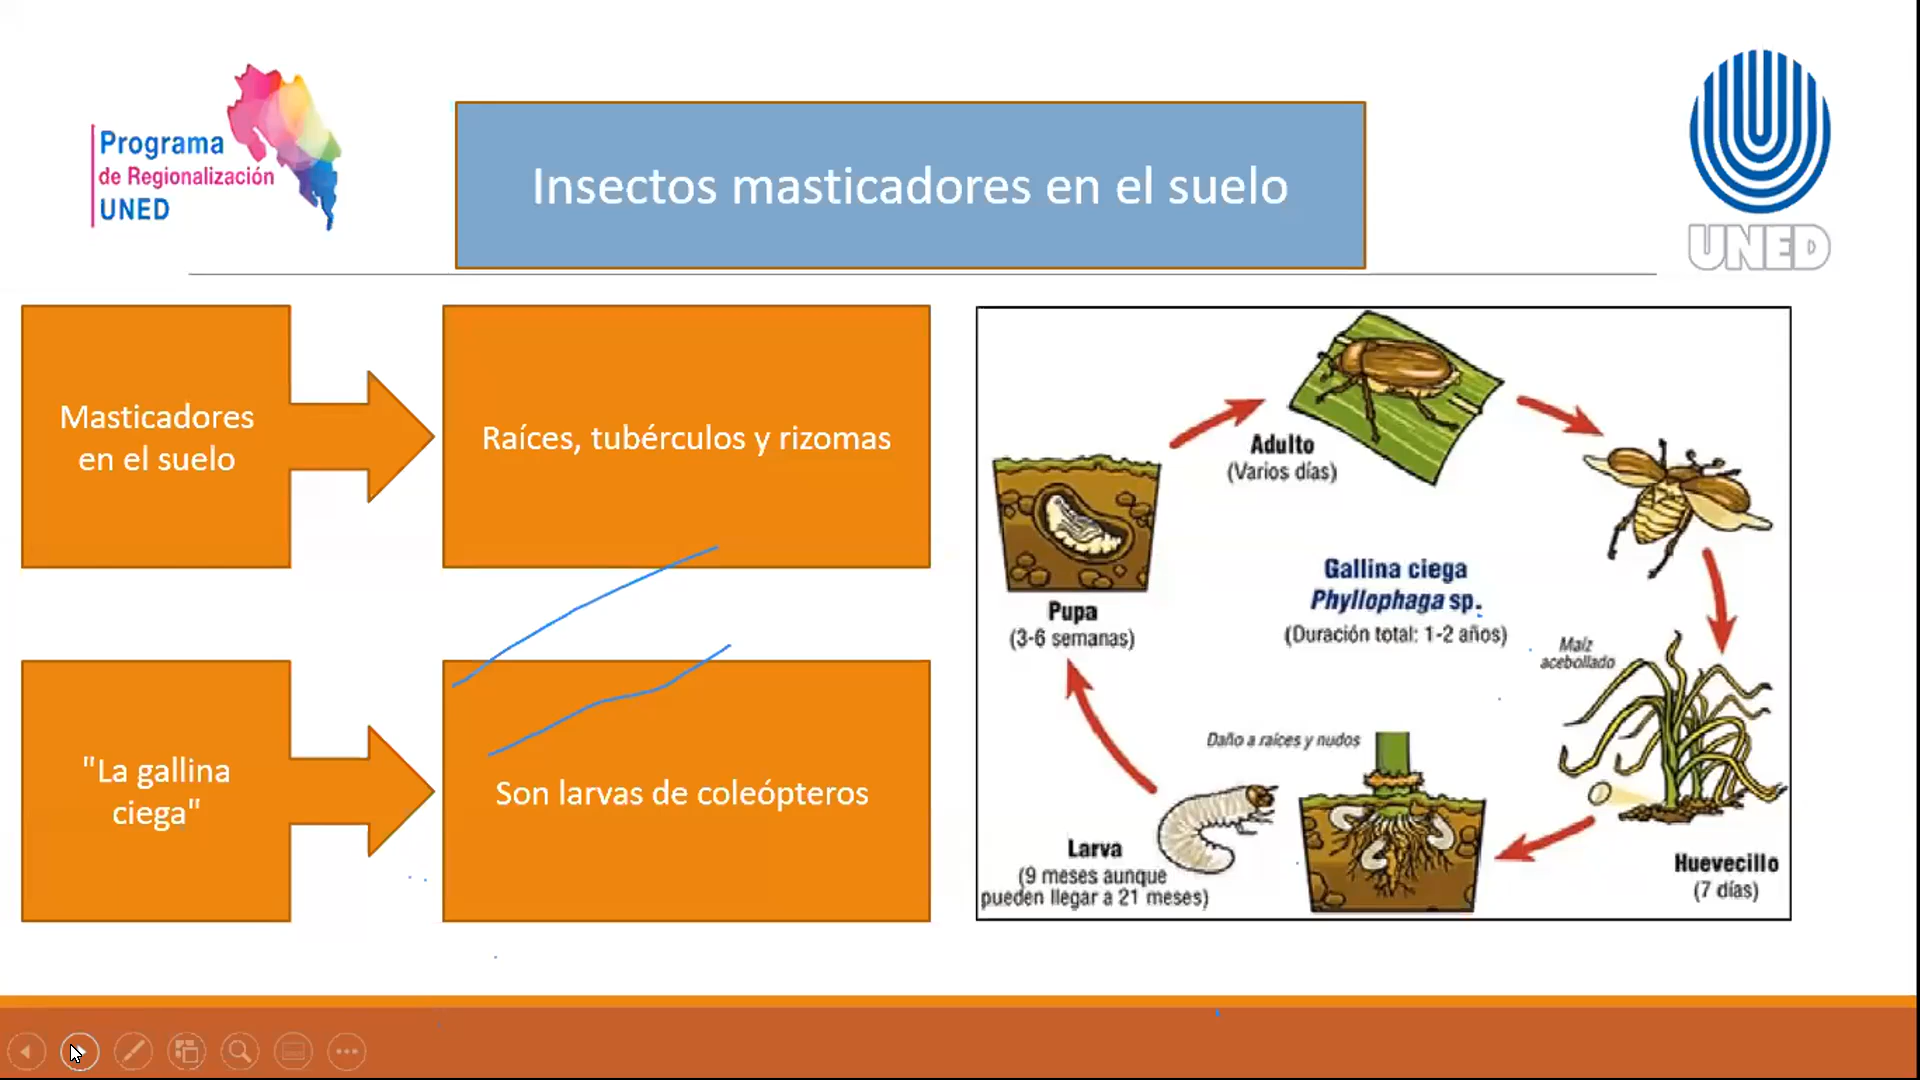 Programa
de Regionalización
UNED
Insectos masticadores en el suelo
UNED
Masticadores
en el suelo
Raíces, tubérculos y rizomas
"La gallina
ciega"
Son larvas de coleópteros
Adulto
(Varios días)
Gallina ciega
Phyllophaga sp.
(Duración total: 1-2 años)
Pupa
(3-6 semanas)
Maíz
acebollado
Daño a raíces y nudos
Larva
(9 meses aunque
pueden llegar a 21 meses)
Huevecillo
(7 días)